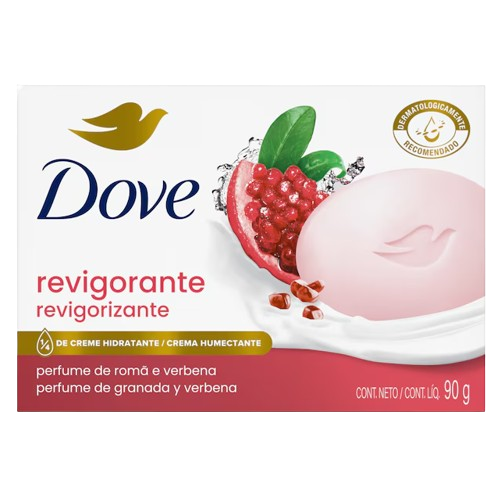 DERMATOLOGICAMENTE
RECOMENDADO
Dove
revigorante
revigorizante
1/4 DE CREME HIDRATANTE / CREMA HUMECTANTE
perfume de romã e verbena
perfume de granada y verbena
CONT. NETO / CONT. LÍQ. 90 g